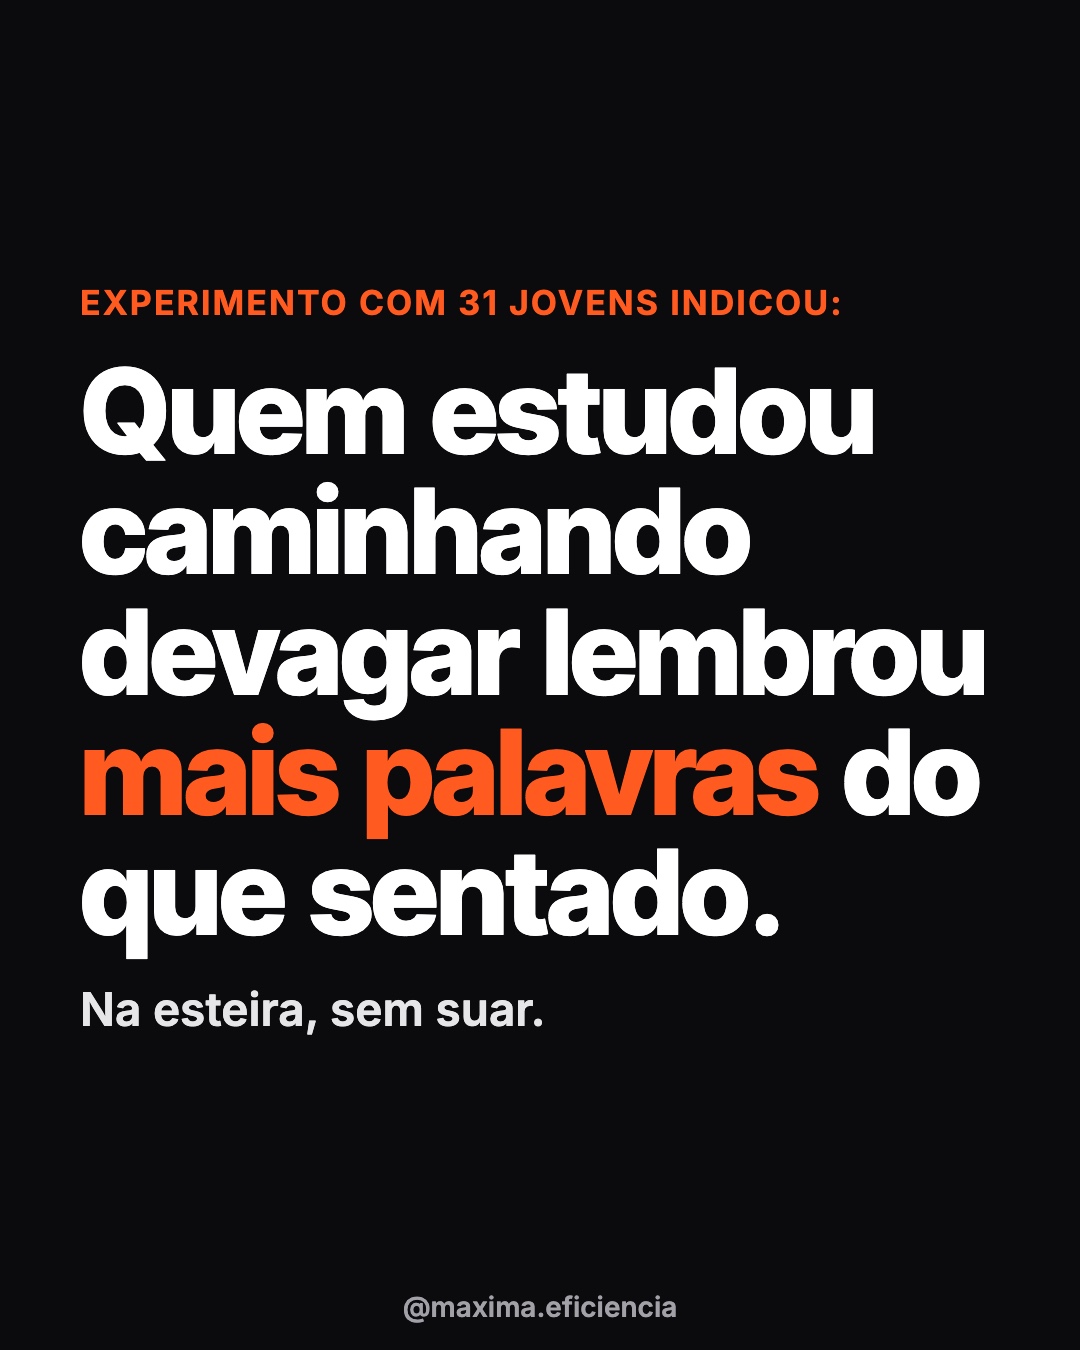 EXPERIMENTO COM 31 JOVENS INDICOU:
Quem estudou
caminhando
devagar lembrou
mais palavras do
que sentado.
Na esteira, sem suar.
@maxima.eficiencia